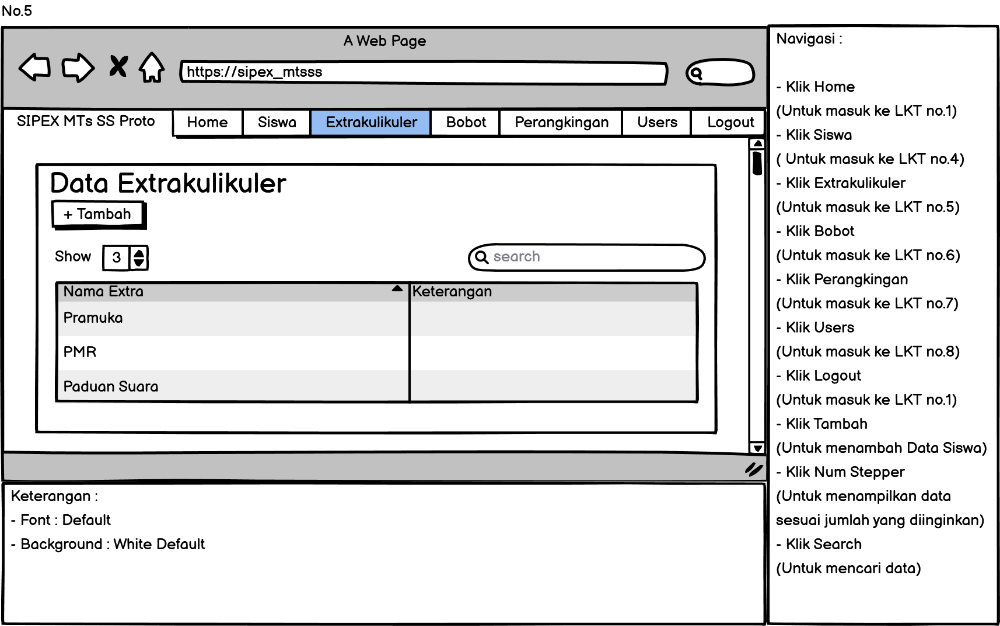 No.5
A Web Page
https://sipex_mtsss
SIPEX MTs SS Proto
Home
Siswa
Extrakulikuler
Bobot
Perangkingan
Users
Logout
Data Extrakulikuler
+ Tambah
Show
3
search
Nama Extra
Keterangan
Pramuka
PMR
Paduan Suara
Keterangan :
- Font : Default
- Background : White Default
Navigasi :
- Klik Home
(Untuk masuk ke LKT no.1)
- Klik Siswa
( Untuk masuk ke LKT no.4)
- Klik Extrakulikuler
(Untuk masuk ke LKT no.5)
- Klik Bobot
(Untuk masuk ke LKT no.6)
- Klik Perangkingan
(Untuk masuk ke LKT no.7)
- Klik Users
(Untuk masuk ke LKT no.8)
- Klik Logout
(Untuk masuk ke LKT no.1)
- Klik Tambah
(Untuk menambah Data Siswa)
- Klik Num Stepper
(Untuk menampilkan data
sesuai jumlah yang diinginkan)
- Klik Search
(Untuk mencari data)